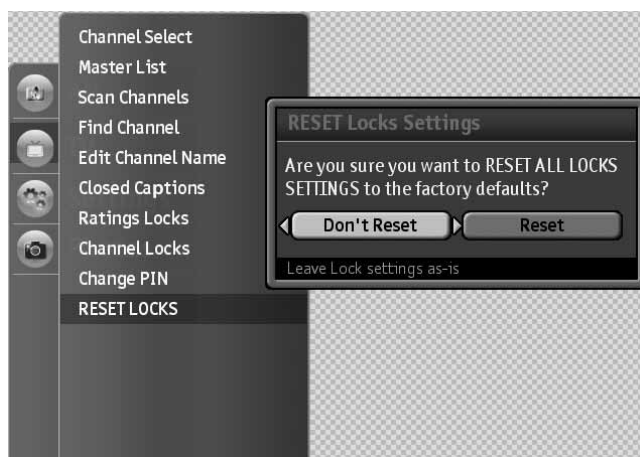 Channel Select
Master List
Scan Channels
Find Channel
Edit Channel Name
Closed Captions
Ratings Locks
Channel Locks
Change PIN
RESET LOCKS
RESET Locks Settings
Are you sure you want to RESET ALL LOCKS
SETTINGS to the factory defaults?
Don't Reset
Reset
Leave Lock settings as-is